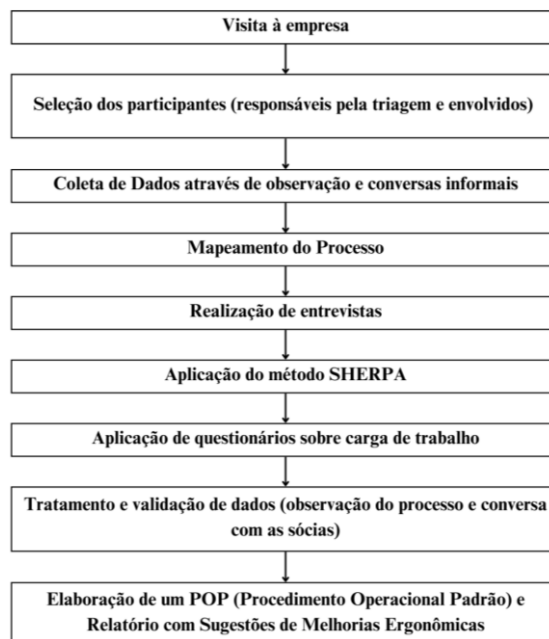 Visita à empresa
Seleção dos participantes (responsáveis pela triagem e envolvidos)
Coleta de Dados através de observação e conversas informais
Mapeamento do Processo
Realização de entrevistas
Aplicação do método SHERPA
Aplicação de questionários sobre carga de trabalho
Tratamento e validação de dados (observação do processo e conversa
com as sócias)
Elaboração de um POP (Procedimento Operacional Padrão) e
Relatório com Sugestões de Melhorias Ergonômicas